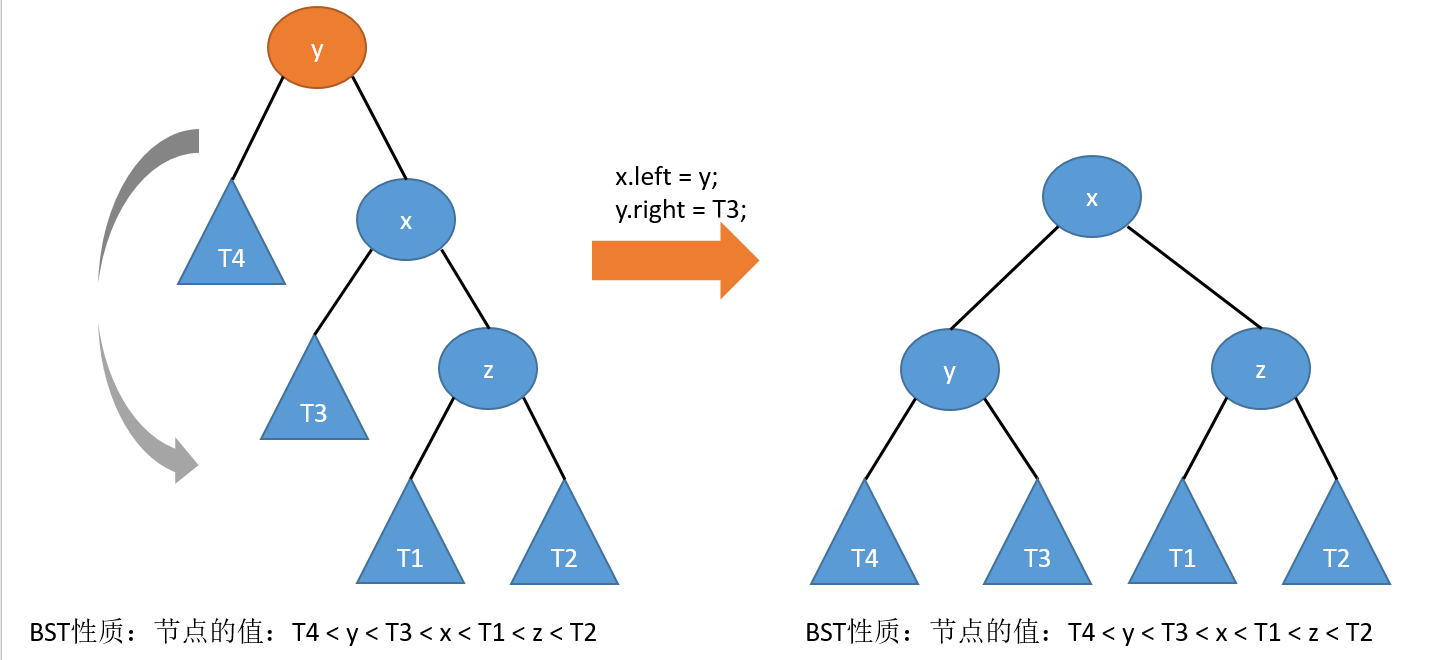 y
T4
x
T3
z
T1
T2
BST性质：节点的值：T4 < y < T3 < x < T1 < z < T2
x.left = y;
y.right = T3;
x
y
z
T4
T3
T1
T2
BST性质：节点的值：T4 < y < T3 < x < T1 < z < T2